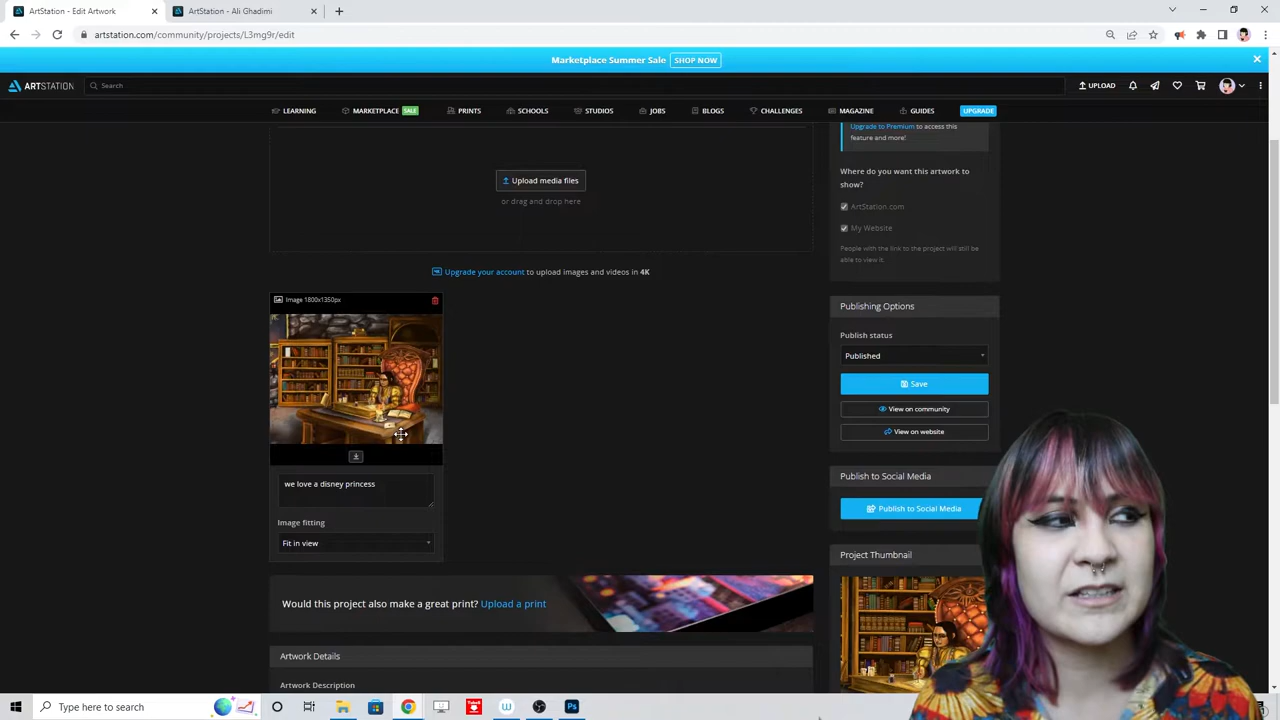 ArtStation - Edit Artwork
ArtStation - Ali Ghadimi
artstation.com/community/projects/L3mg9r/edit
Marketplace Summer Sale SHOP NOW
ARTSTATION Search UPLOAD
LEARNING MARKETPLACE SALE PRINTS SCHOOLS STUDIOS JOBS BLOGS CHALLENGES MAGAZINE GUIDES UPGRADE
Upload media files
or drag and drop here
4K Upgrade your account to upload images and videos in 4K
Image 1800x1350px
we love a disney princess
Image fitting
Fit in view
Would this project also make a great print? Upload a print
Artwork Details
Artwork Description
Upgrade to Premium to access this
feature and more!
Where do you want this artwork to
show?
ArtStation.com
My Website
People with the link to the project will still be
able to view it.
Publishing Options
Publish status
Published
Save
View on community
View on website
Publish to Social Media
Publish to Social Media
Project Thumbnail
Type here to search
Ps